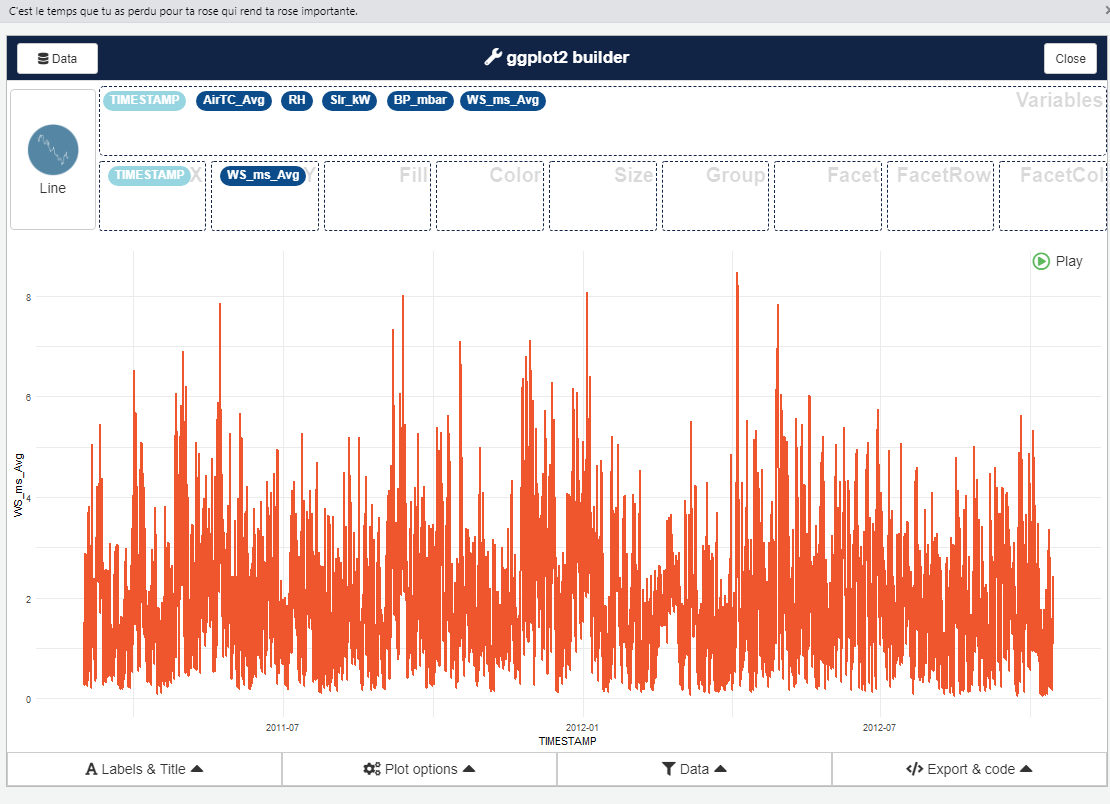 C'est le temps que tu as perdu pour ta rose qui rend ta rose importante.
Data
ggplot2 builder
Close
TIMESTAMP AirTC_Avg RH Slr_kW BP_mbar WS_ms_Avg Variables
Line
TIMESTAMP X WS_ms_Avg Y Fill Color Size Group Facet FacetRow FacetCol
Play
8
6
4
2
0
WS_ms_Avg
2011-07 2012-01 2012-07
TIMESTAMP
Labels & Title Plot options Data Export & code